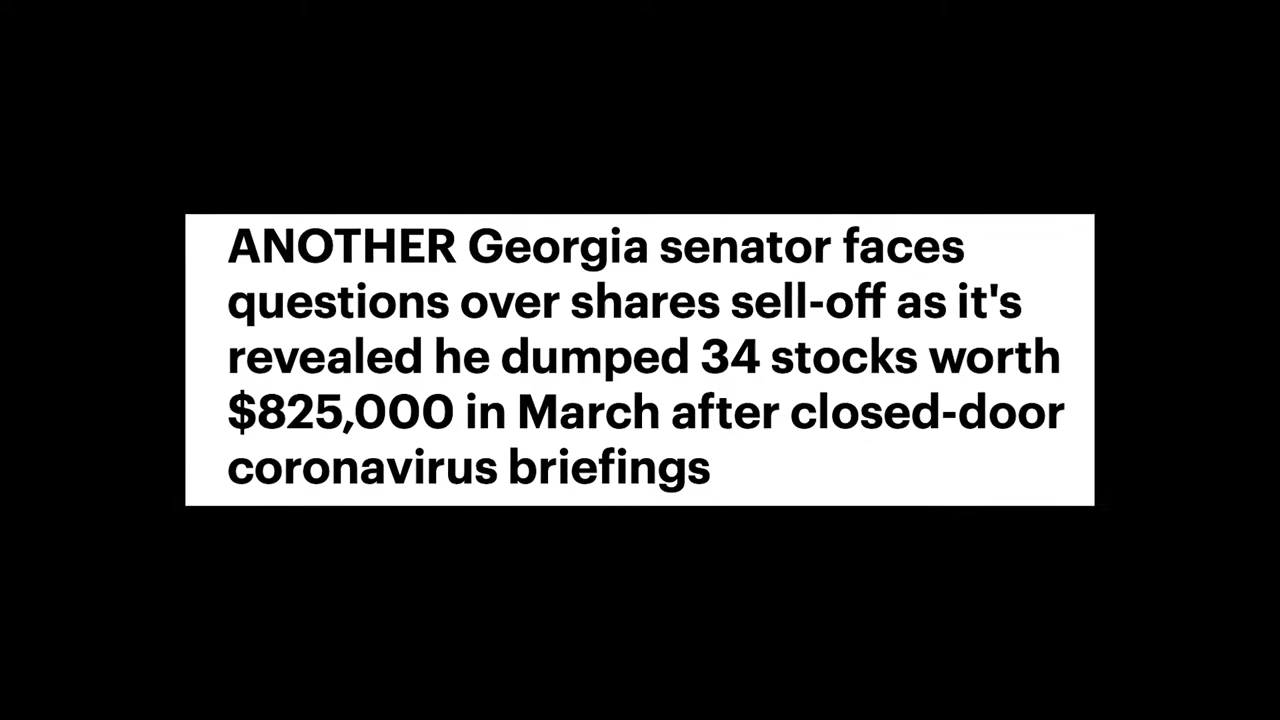 ANOTHER Georgia senator faces
questions over shares sell-off as it's
revealed he dumped 34 stocks worth
$825,000 in March after closed-door
coronavirus briefings